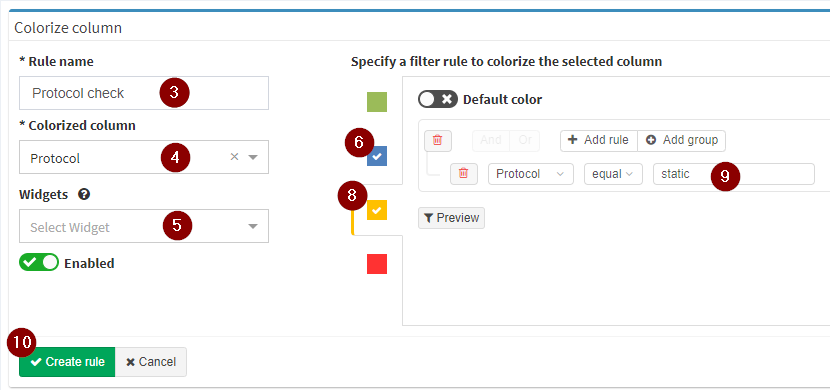 Colorize column
* Rule name
Protocol check
3
* Colorized column
Protocol
4
Widgets
Select Widget
5
Enabled
Specify a filter rule to colorize the selected column
6
8
Default color
And Or Add rule Add group
Protocol equal static
9
Preview
10
Create rule Cancel